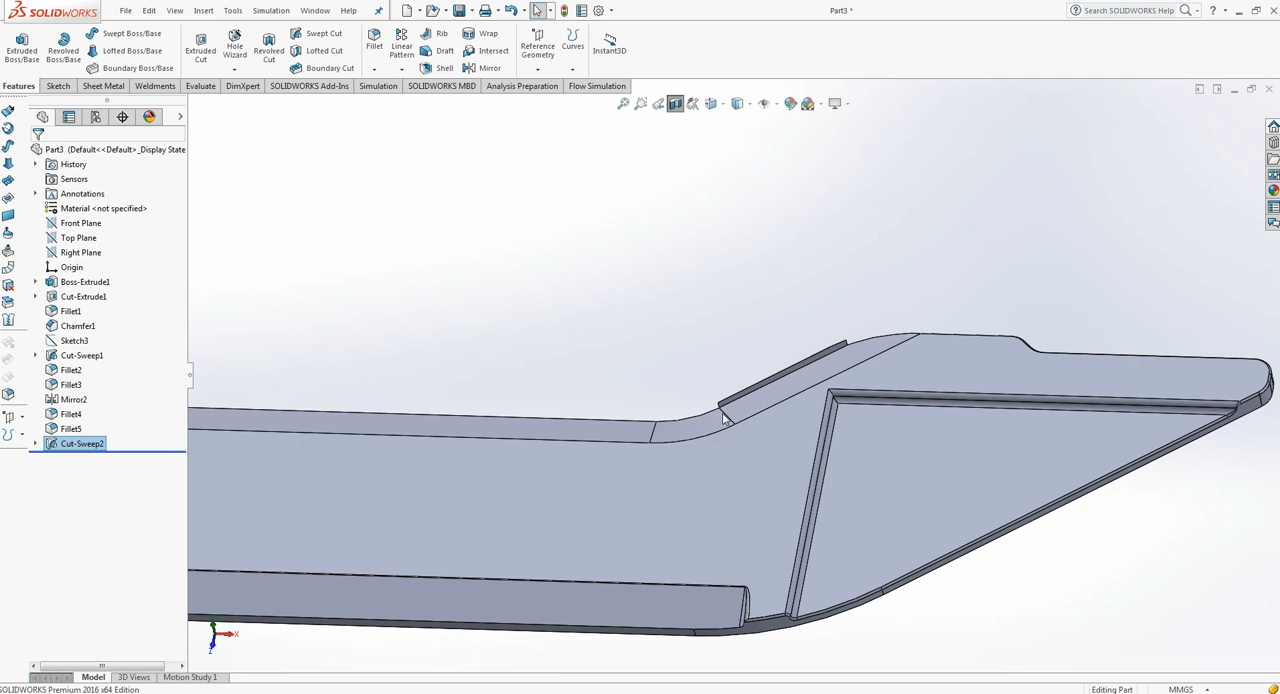 SOLIDWORKS
File Edit View Insert Tools Simulation Window Help
Part3 *
Search SOLIDWORKS Help
Extruded Boss/Base
Revolved Boss/Base
Swept Boss/Base
Lofted Boss/Base
Boundary Boss/Base
Extruded Cut
Hole Wizard
Revolved Cut
Swept Cut
Lofted Cut
Boundary Cut
Fillet
Linear Pattern
Rib
Draft
Shell
Wrap
Intersect
Mirror
Reference Geometry
Curves
Instant3D
Features Sketch Sheet Metal Weldments Evaluate DimXpert SOLIDWORKS Add-Ins Simulation SOLIDWORKS MBD Analysis Preparation Flow Simulation
Part3 (Default<<Default>_Display State
History
Sensors
Annotations
Material <not specified>
Front Plane
Top Plane
Right Plane
Origin
Boss-Extrude1
Cut-Extrude1
Fillet1
Chamfer1
Sketch3
Cut-Sweep1
Fillet2
Fillet3
Mirror2
Fillet4
Fillet5
Cut-Sweep2
X
Z
Model 3D Views Motion Study 1
SOLIDWORKS Premium 2016 x64 Edition
Editing Part
MMGS